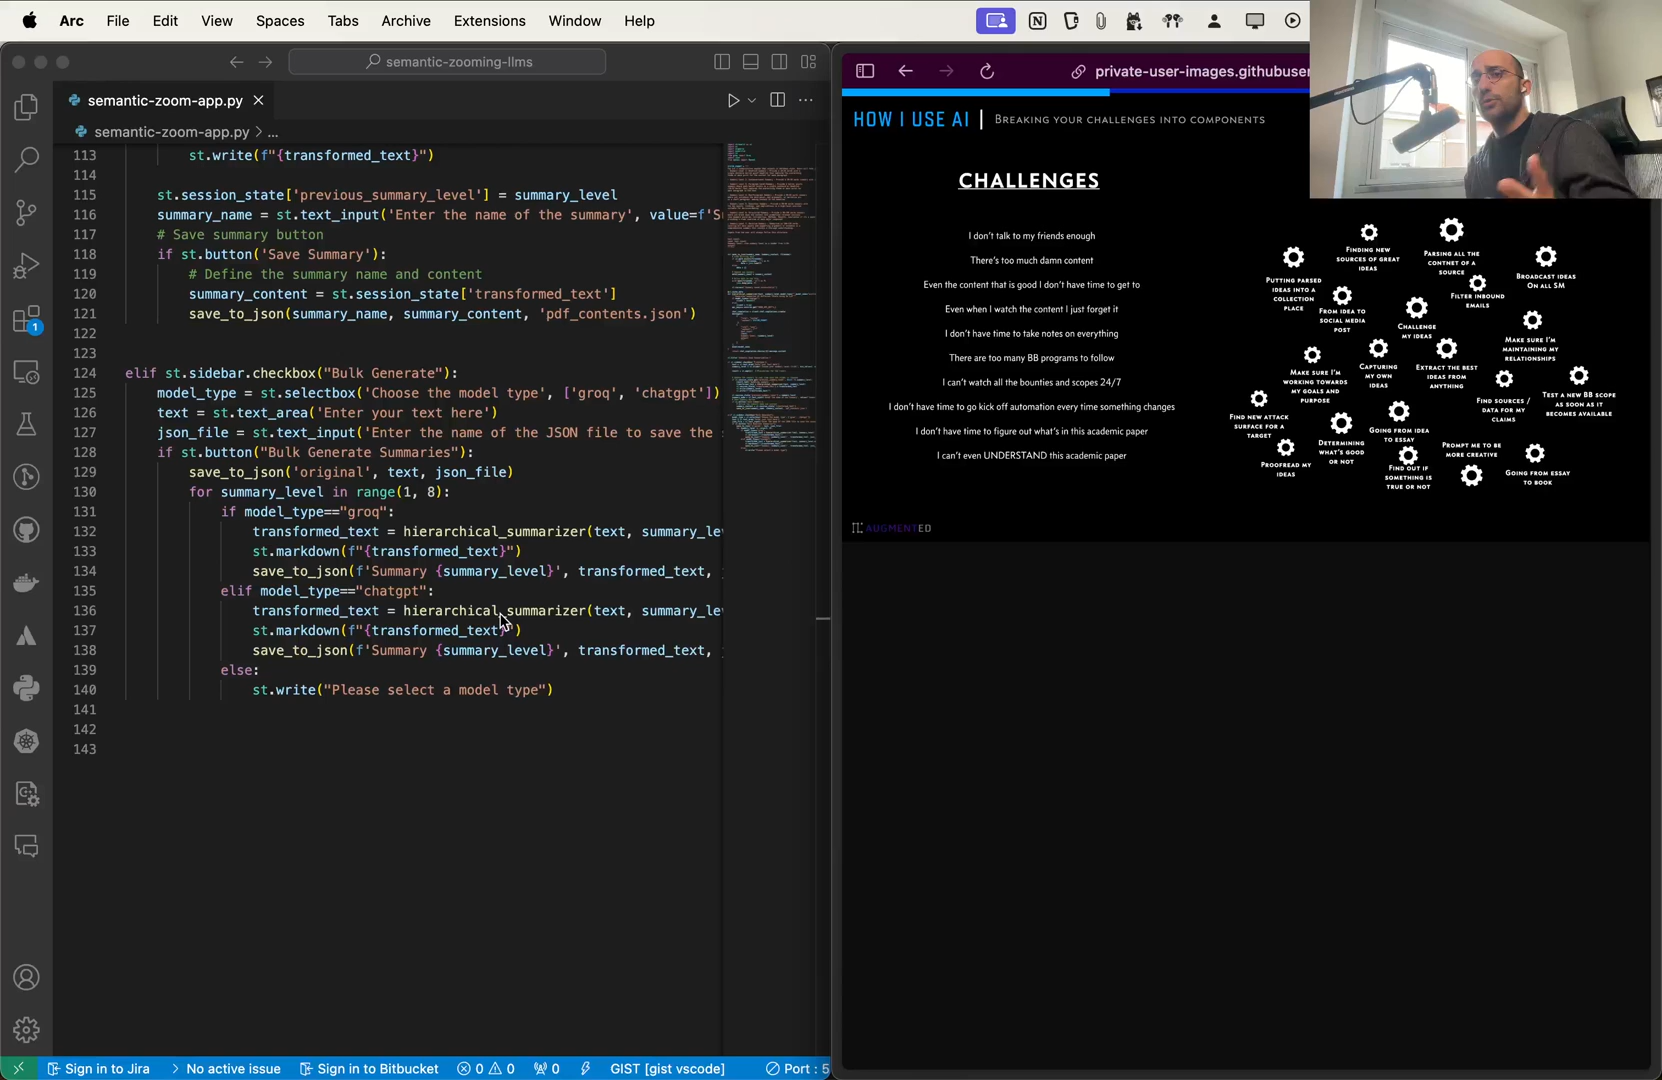 Arc File Edit View Spaces Tabs Archive Extensions Window Help
semantic-zooming-llms
semantic-zoom-app.py
semantic-zoom-app.py > ...
113 st.write(f"{transformed_text}")
114
115 st.session_state['previous_summary_level'] = summary_level
116 summary_name = st.text_input('Enter the name of the summary', value=f'S
117 # Save summary button
118 if st.button('Save Summary'):
119 # Define the summary name and content
120 summary_content = st.session_state['transformed_text']
121 save_to_json(summary_name, summary_content, 'pdf_contents.json')
122
123
124 elif st.sidebar.checkbox("Bulk Generate"):
125 model_type = st.selectbox('Choose the model type', ['groq', 'chatgpt'])
126 text = st.text_area('Enter your text here')
127 json_file = st.text_input('Enter the name of the JSON file to save the
128 if st.button("Bulk Generate Summaries"):
129 save_to_json('original', text, json_file)
130 for summary_level in range(1, 8):
131 if model_type=="groq":
132 transformed_text = hierarchical_summarizer(text, summary_le
133 st.markdown(f"{transformed_text}")
134 save_to_json(f'Summary {summary_level}', transformed_text,
135 elif model_type=="chatgpt":
136 transformed_text = hierarchical_summarizer(text, summary_le
137 st.markdown(f"{transformed_text}")
138 save_to_json(f'Summary {summary_level}', transformed_text,
139 else:
140 st.write("Please select a model type")
141
142
143
1
Sign in to Jira No active issue Sign in to Bitbucket 0 0 0 GIST [gist vscode] Port : 5
private-user-images.githubuser
HOW I USE AI | BREAKING YOUR CHALLENGES INTO COMPONENTS
CHALLENGES
I don't talk to my friends enough
There's too much damn content
Even the content that is good I don't have time to get to
Even when I watch the content I just forget it
I don't have time to take notes on everything
There are too many BB programs to follow
I can't watch all the bounties and scopes 24/7
I don't have time to go kick off automation every time something changes
I don't have time to figure out what's in this academic paper
I can't even UNDERSTAND this academic paper
FINDING NEW
SOURCES OF GREAT
IDEAS
PARSING ALL THE
CONTNET OF A
SOURCE
PUTTING PARSED
IDEAS INTO A
COLLECTION
PLACE
BROADCAST IDEAS
ON ALL SM
FILTER INBOUND
EMAILS
FROM IDEA TO
SOCIAL MEDIA
POST
CHALLENGE
MY IDEAS
MAKE SURE I'M
MAINTAINING MY
RELATIONSHIPS
MAKE SURE I'M
WORKING TOWARDS
MY GOALS AND
PURPOSE
CAPTURING
MY OWN
IDEAS
EXTRACT THE BEST
IDEAS FROM
ANYTHING
FIND SOURCES /
DATA FOR MY
CLAIMS
TEST A NEW BB SCOPE
AS SOON AS IT
BECOMES AVAILABLE
FIND NEW ATTACK
SURFACE FOR A
TARGET
DETERMINING
WHAT'S GOOD
OR NOT
GOING FROM IDEA
TO ESSAY
PROMPT ME TO BE
MORE CREATIVE
PROOFREAD MY
IDEAS
FIND OUT IF
SOMETHING IS
TRUE OR NOT
GOING FROM ESSAY
TO BOOK
AUGMENTED